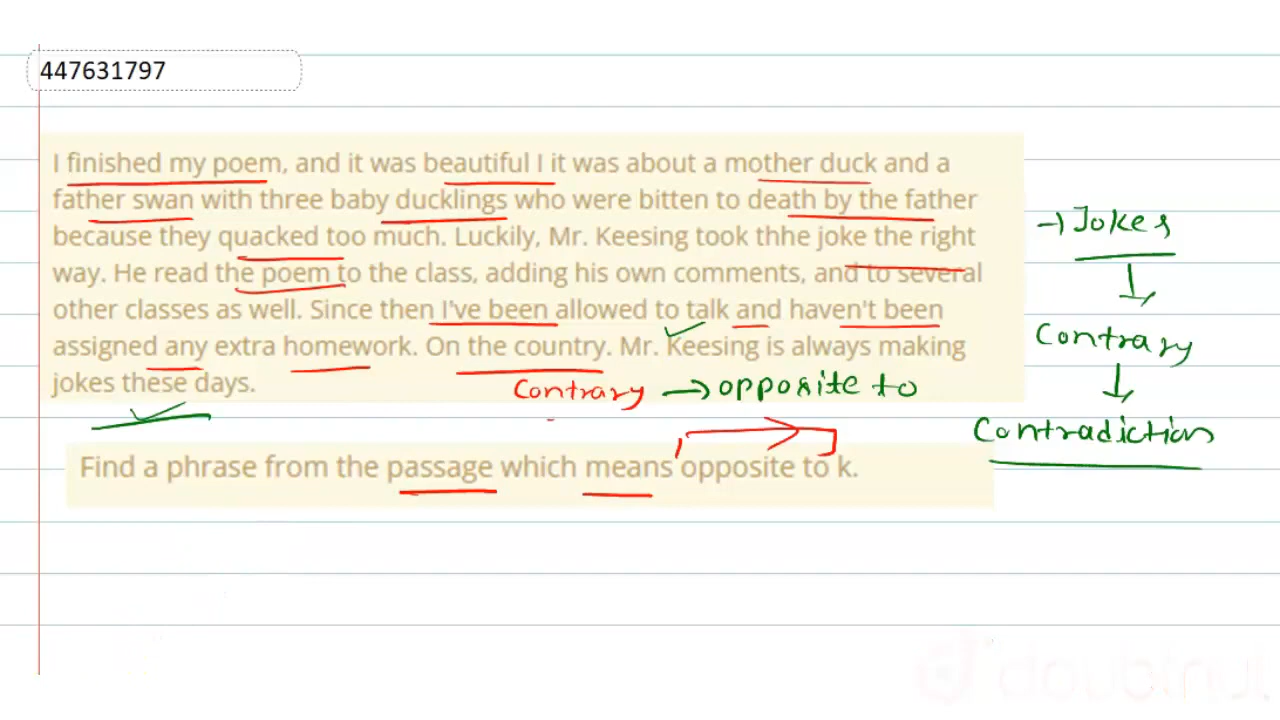 447631797
I finished my poem, and it was beautiful I it was about a mother duck and a
father swan with three baby ducklings who were bitten to death by the father
because they quacked too much. Luckily, Mr. Keesing took thhe joke the right
way. He read the poem to the class, adding his own comments, and to several
other classes as well. Since then I've been allowed to talk and haven't been
assigned any extra homework. On the country. Mr. Keesing is always making
jokes these days.
Contrary → opposite to
Find a phrase from the passage which means opposite to k.
→ Jokes
Contrary
Contradiction
doubtnut